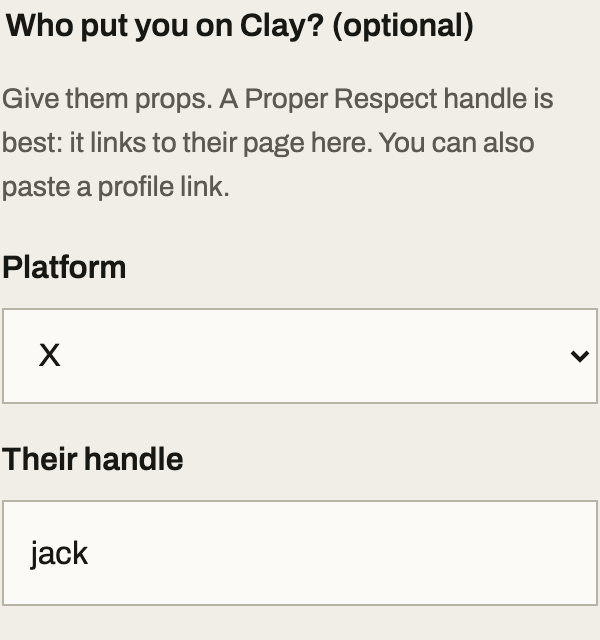 Who put you on Clay? (optional)
Give them props. A Proper Respect handle is
best: it links to their page here. You can also
paste a profile link.
Platform
X
Their handle
jack